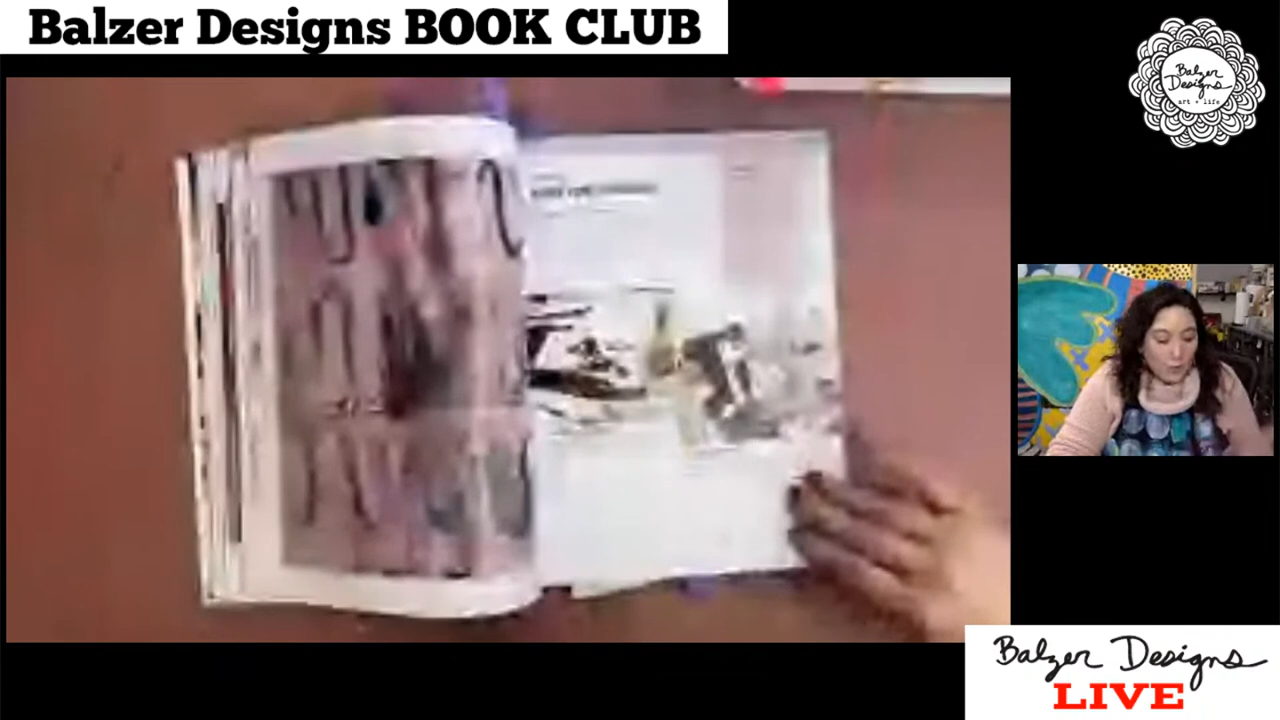 Balzer Designs BOOK CLUB
Balzer
Designs
art + life
Balzer Designs
LIVE